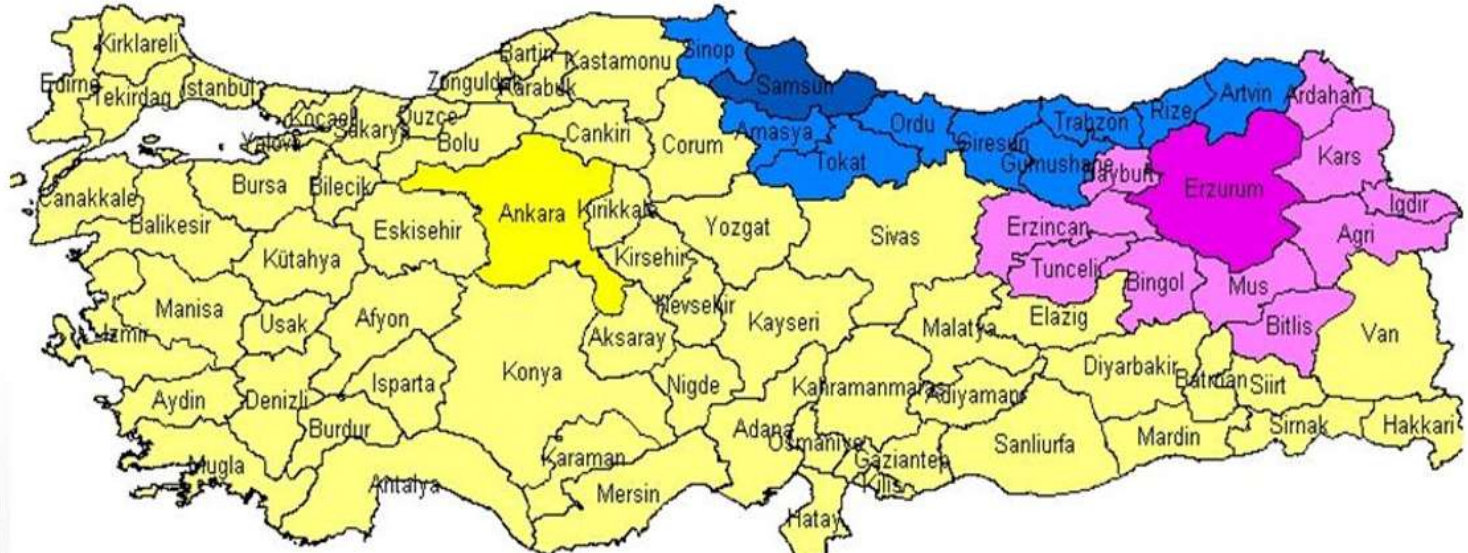 Kirklareli
Edirne
Tekirdag
Istanbul
Kocaeli
Yalova
Sakarya
Duzce
Zonguldak
Bartin
Karabuk
Kastamonu
Sinop
Samsun
Bolu
Cankiri
Corum
Amasya
Tokat
Ordu
Giresun
Trabzon
Gumushane
Rize
Artvin
Ardahan
Bayburt
Erzurum
Kars
Igdir
Agri
Canakkale
Balikesir
Bursa
Bilecik
Kütahya
Eskisehir
Ankara
Kirikkale
Kirsehir
Yozgat
Sivas
Erzincan
Tunceli
Bingol
Mus
Bitlis
Van
Izmir
Manisa
Usak
Afyon
Konya
Aksaray
Nevsehir
Kayseri
Malatya
Elazig
Diyarbakir
Batman
Siirt
Aydin
Denizli
Isparta
Burdur
Nigde
Kahramanmaras
Adiyaman
Mugla
Antalya
Karaman
Mersin
Adana
Osmaniye
Gaziantep
Kilis
Hatay
Sanliurfa
Mardin
Sirnak
Hakkari